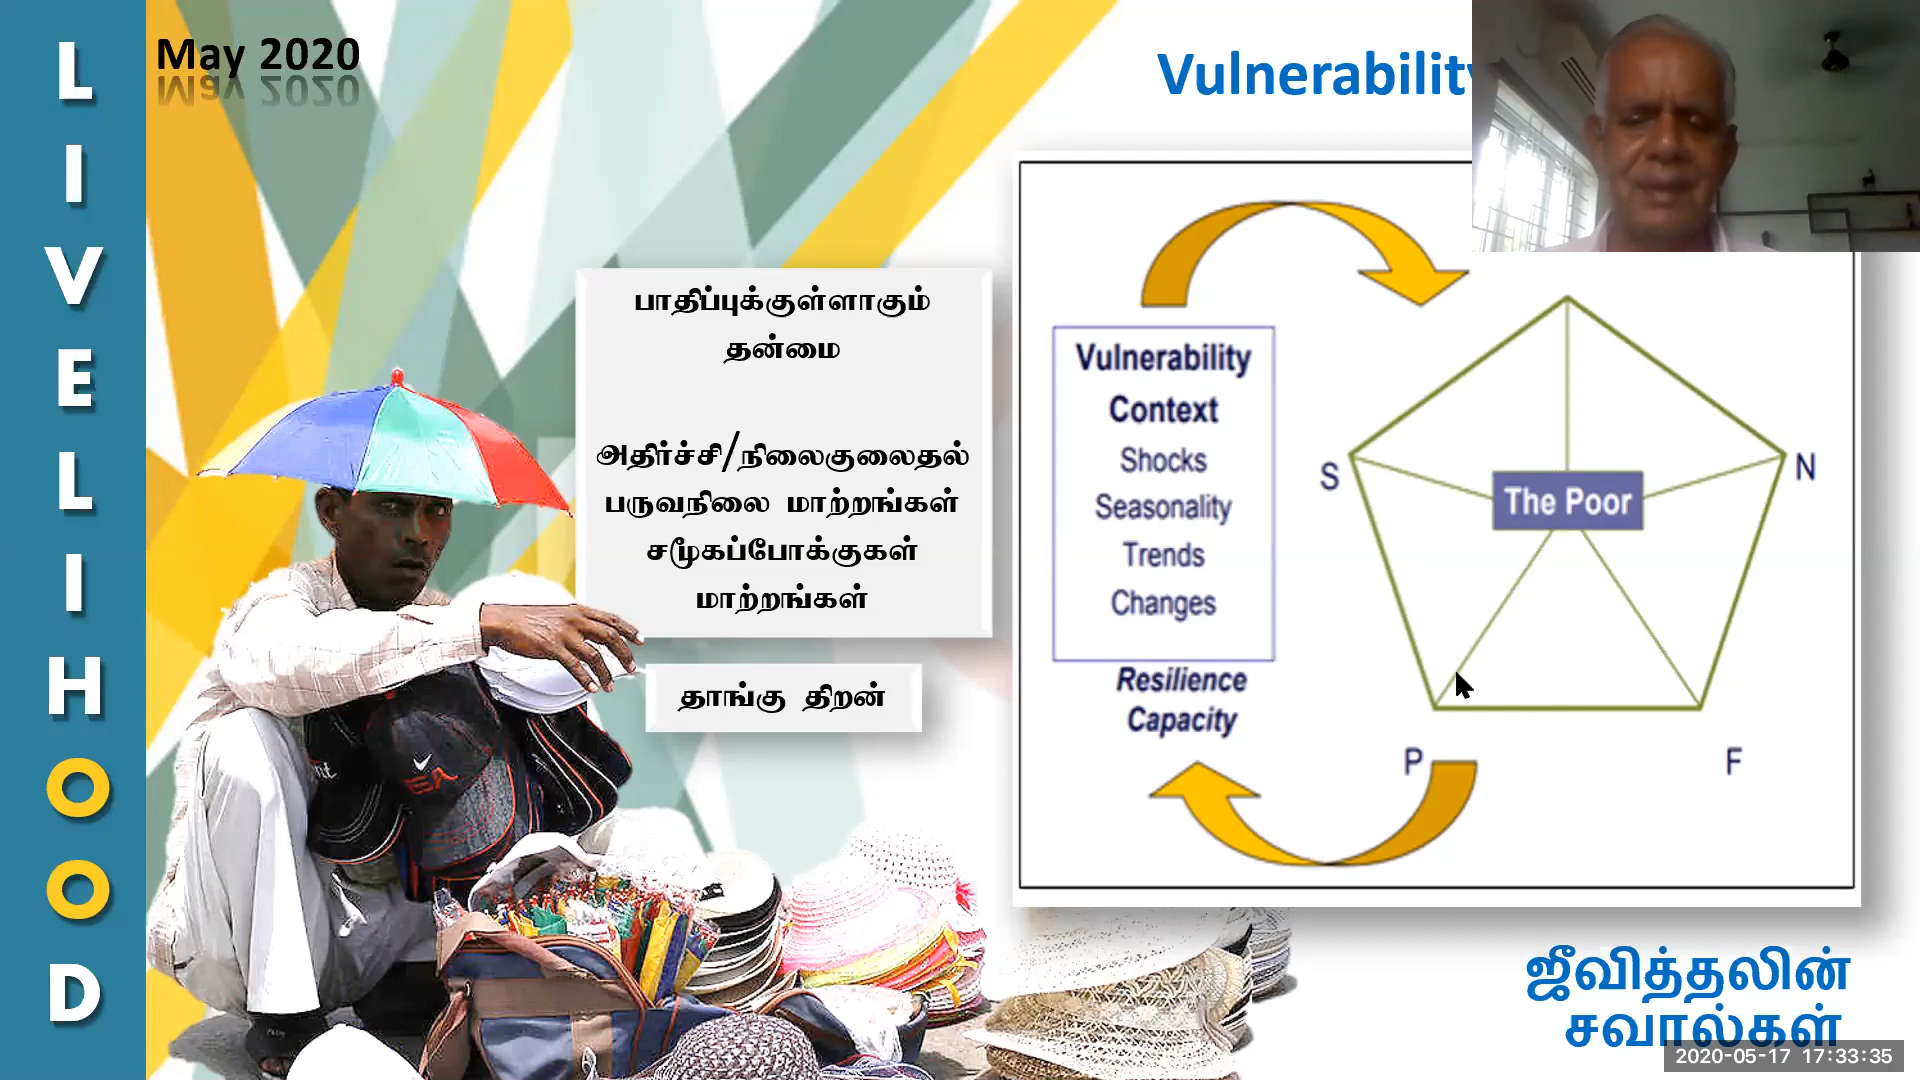 LIVELIHOOD
May 2020
Vulnerability
பாதிப்புக்குள்ளாகும்
தன்மை
அதிர்ச்சி/நிலைகுலைதல்
பருவநிலை மாற்றங்கள்
சமூகப்போக்குகள்
மாற்றங்கள்
தாங்கு திறன்
Vulnerability
Context
Shocks
Seasonality
Trends
Changes
Resilience
Capacity
S
The Poor
N
P
F
ஜீவித்தலின்
சவால்கள்
2020-05-17 17:33:35